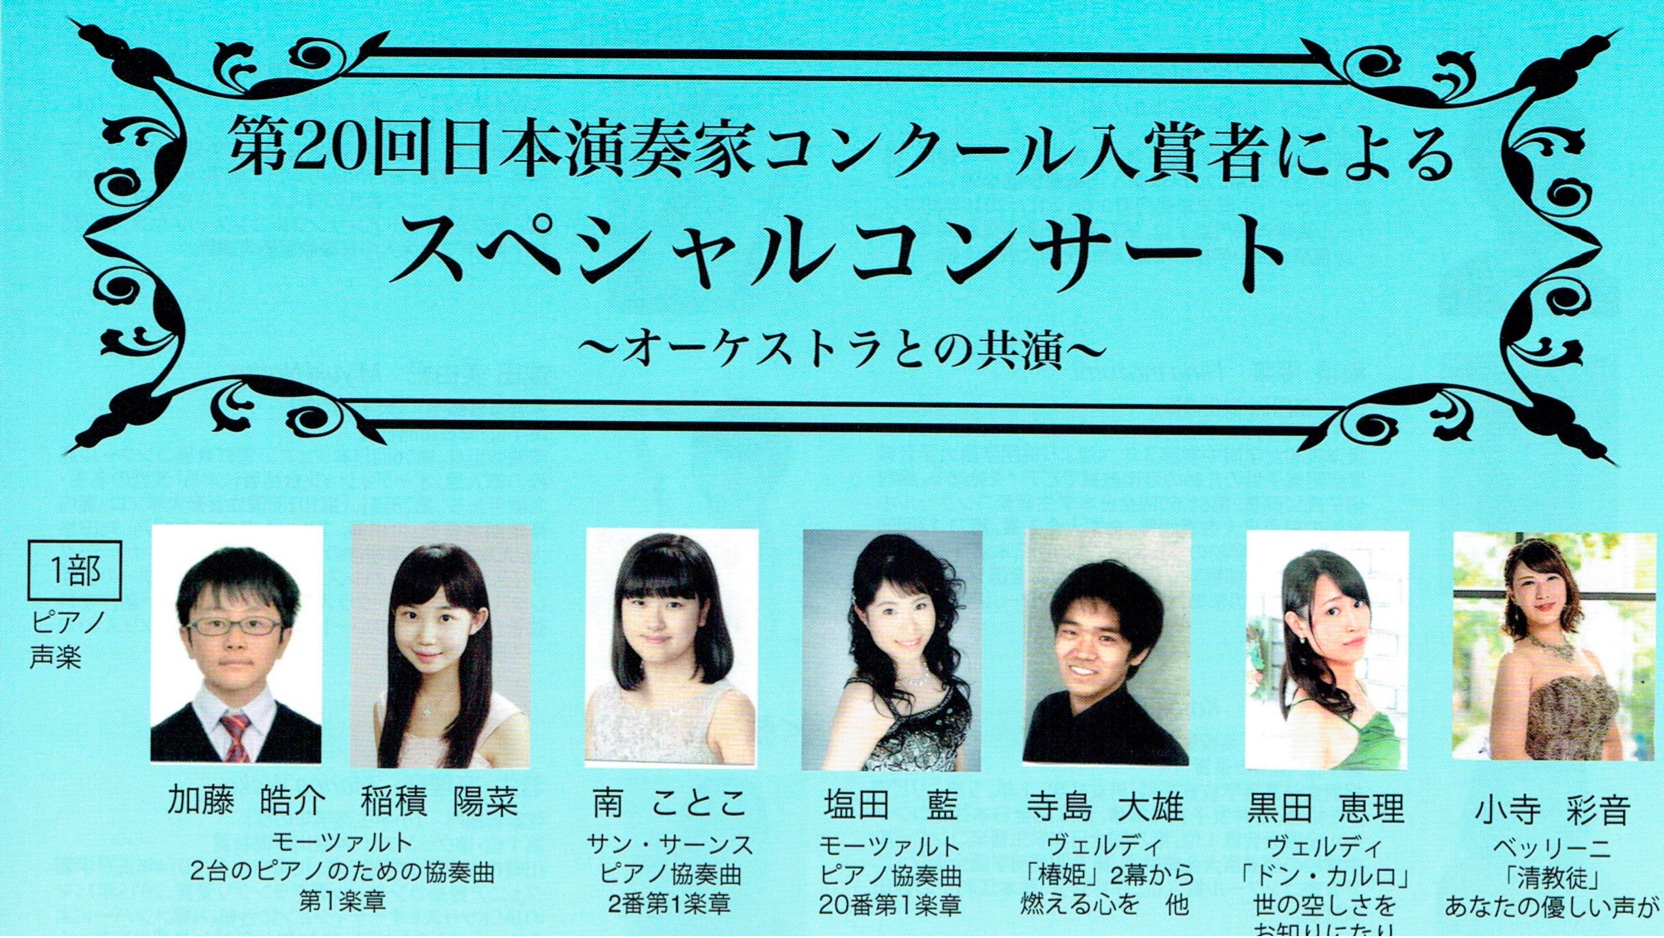 第20回日本演奏家コンクール入賞者による
スペシャルコンサート
～オーケストラとの共演～
1部
ピアノ
声楽
加藤 皓介 稲積 陽菜
モーツァルト
2台のピアノのための協奏曲
第1楽章
南 ことこ
サン・サーンス
ピアノ協奏曲
2番第1楽章
塩田 藍
モーツァルト
ピアノ協奏曲
20番第1楽章
寺島 大雄
ヴェルディ
「椿姫」2幕から
燃える心を 他
黒田 恵理
ヴェルディ
「ドン・カルロ」
世の空しさを
お知りになり
小寺 彩音
ベッリーニ
「清教徒」
あなたの優しい声が